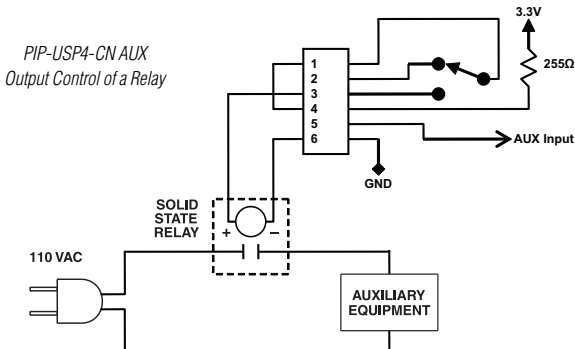 PIP-USP4-CN AUX
Output Control of a Relay
3.3V
255Ω
1
2
3
4
5
6
AUX Input
GND
SOLID
STATE
RELAY
+
–
110 VAC
AUXILIARY
EQUIPMENT